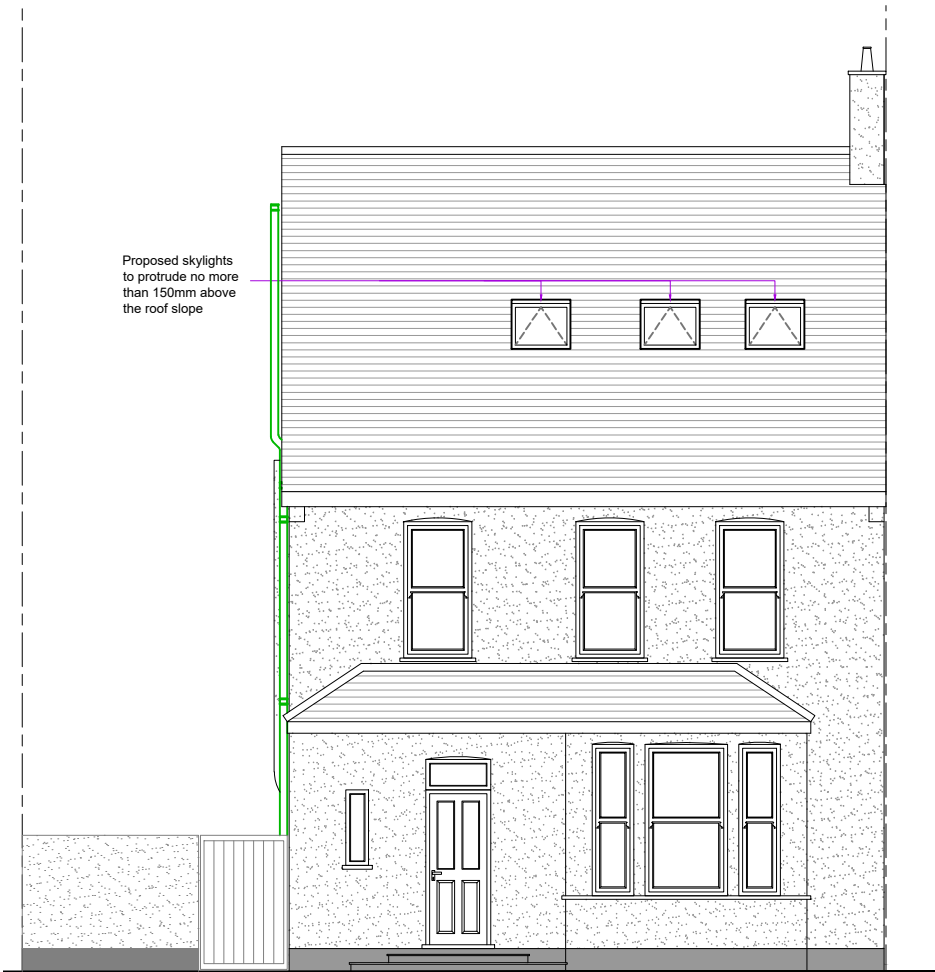 Proposed skylights
to protrude no more
than 150mm above
the roof slope